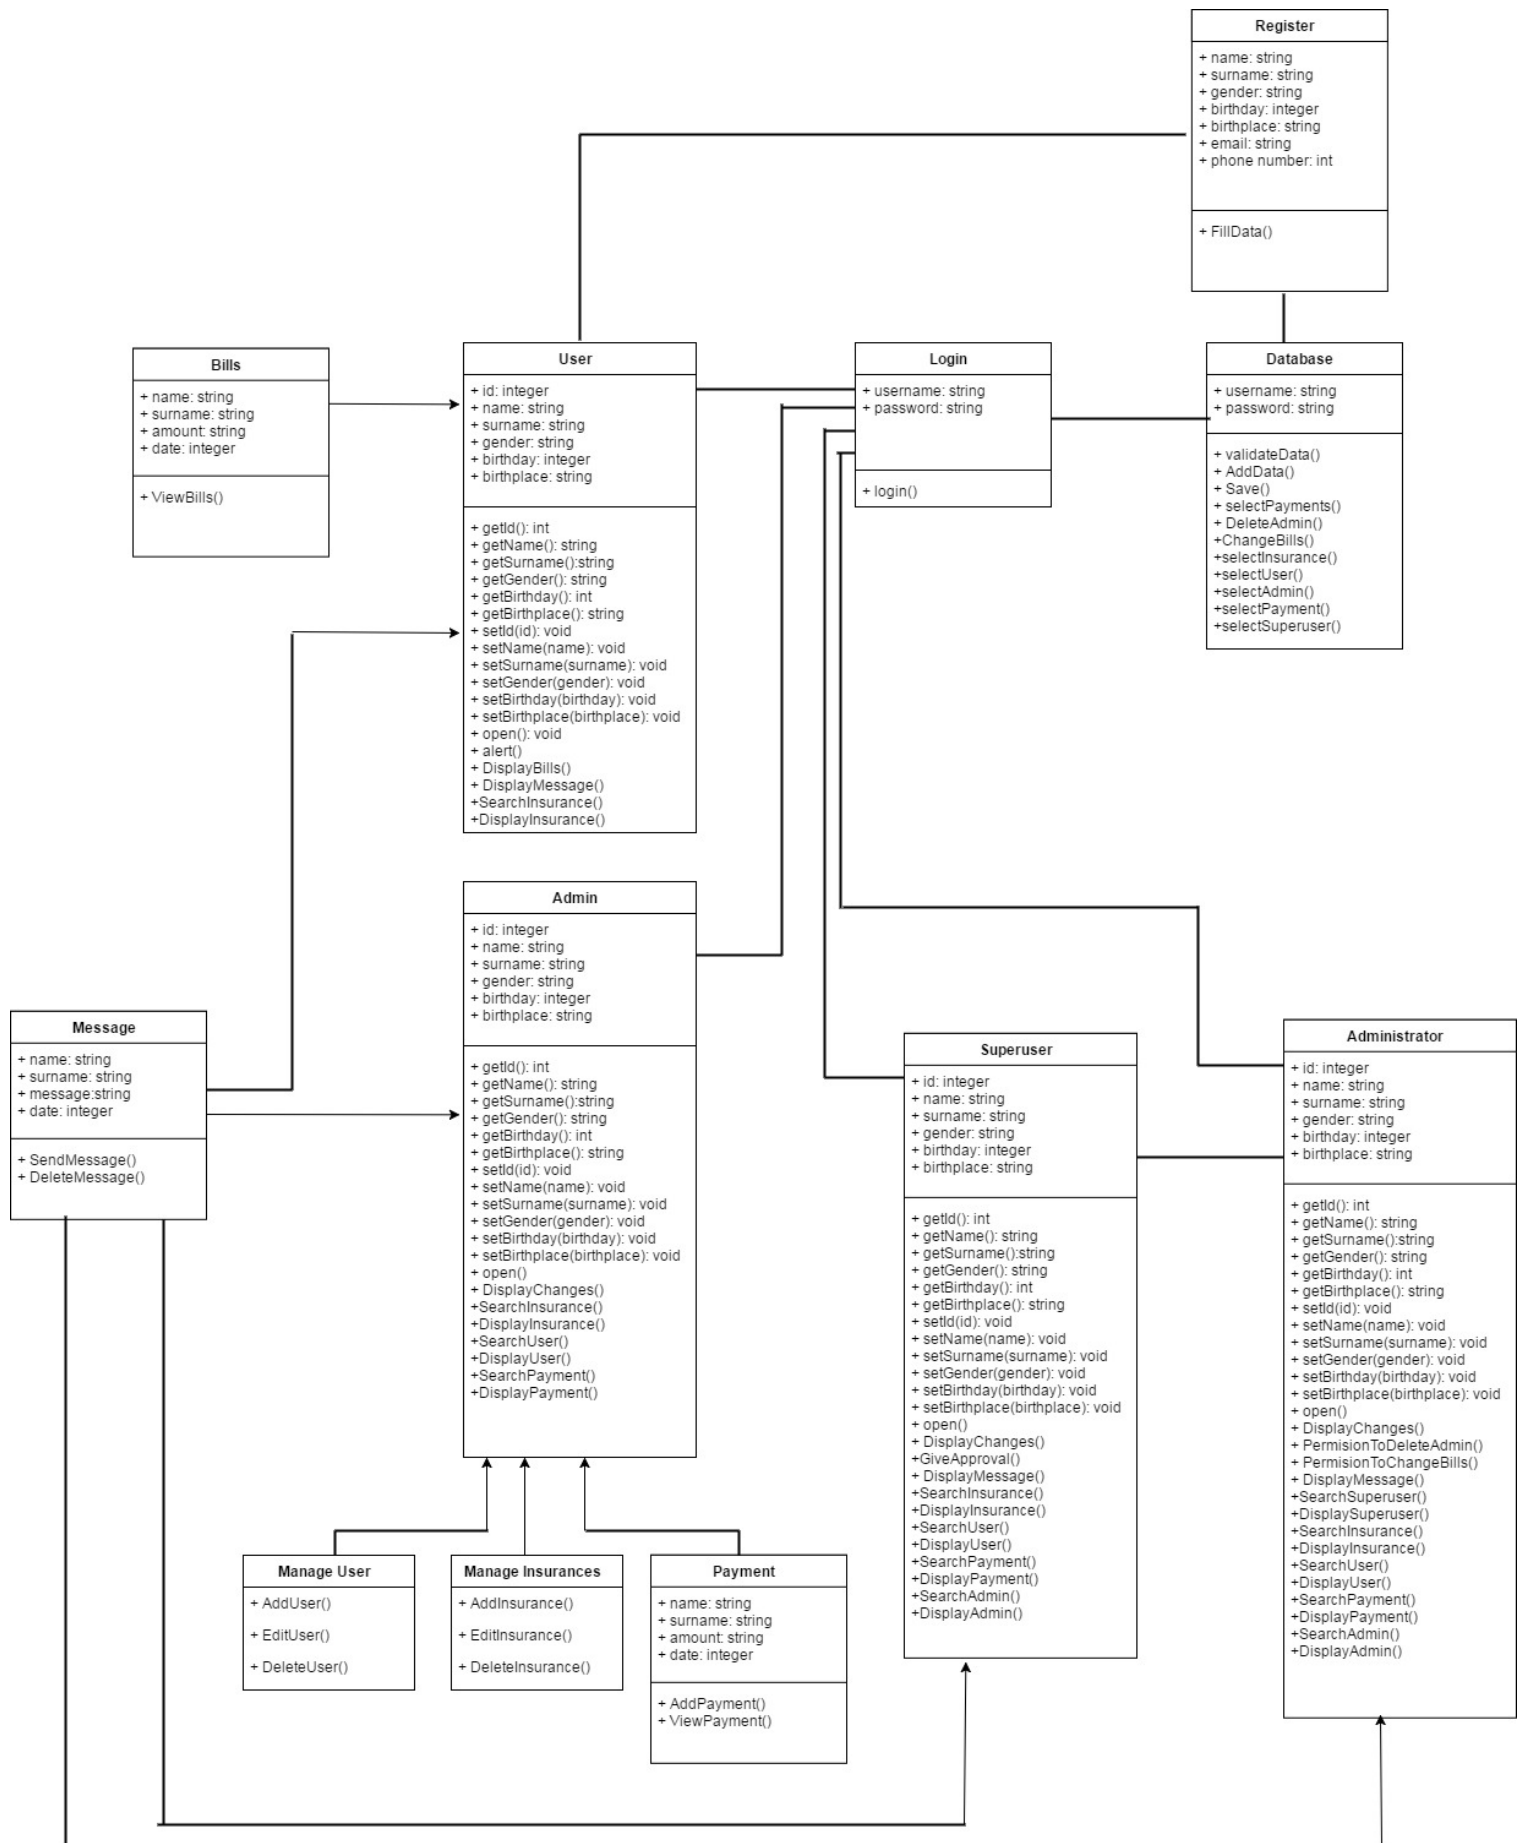 Register
+ name: string
+ surname: string
+ gender: string
+ birthday: integer
+ birthplace: string
+ email: string
+ phone number: int
+ FillData()
Bills
+ name: string
+ surname: string
+ amount: string
+ date: integer
+ ViewBills()
User
+ id: integer
+ name: string
+ surname: string
+ gender: string
+ birthday: integer
+ birthplace: string
+ getId(): int
+ getName(): string
+ getSurname():string
+ getGender(): string
+ getBirthday(): int
+ getBirthplace(): string
+ setId(id): void
+ setName(name): void
+ setSurname(surname): void
+ setGender(gender): void
+ setBirthday(birthday): void
+ setBirthplace(birthplace): void
+ open(): void
+ alert()
+ DisplayBills()
+ DisplayMessage()
+SearchInsurance()
+DisplayInsurance()
Login
+ username: string
+ password: string
+ login()
Database
+ username: string
+ password: string
+ validateData()
+ AddData()
+ Save()
+ selectPayments()
+ DeleteAdmin()
+ChangeBills()
+selectInsurance()
+selectUser()
+selectAdmin()
+selectPayment()
+selectSuperuser()
Admin
+ id: integer
+ name: string
+ surname: string
+ gender: string
+ birthday: integer
+ birthplace: string
+ getId(): int
+ getName(): string
+ getSurname():string
+ getGender(): string
+ getBirthday(): int
+ getBirthplace(): string
+ setId(id): void
+ setName(name): void
+ setSurname(surname): void
+ setGender(gender): void
+ setBirthday(birthday): void
+ setBirthplace(birthplace): void
+ open()
+ DisplayChanges()
+SearchInsurance()
+DisplayInsurance()
+SearchUser()
+DisplayUser()
+SearchPayment()
+DisplayPayment()
Message
+ name: string
+ surname: string
+ message:string
+ date: integer
+ SendMessage()
+ DeleteMessage()
Superuser
+ id: integer
+ name: string
+ surname: string
+ gender: string
+ birthday: integer
+ birthplace: string
+ getId(): int
+ getName(): string
+ getSurname():string
+ getGender(): string
+ getBirthday(): int
+ getBirthplace(): string
+ setId(id): void
+ setName(name): void
+ setSurname(surname): void
+ setGender(gender): void
+ setBirthday(birthday): void
+ setBirthplace(birthplace): void
+ open()
+ DisplayChanges()
+GiveApproval()
+ DisplayMessage()
+SearchInsurance()
+DisplayInsurance()
+SearchUser()
+DisplayUser()
+SearchPayment()
+DisplayPayment()
+SearchAdmin()
+DisplayAdmin()
Administrator
+ id: integer
+ name: string
+ surname: string
+ gender: string
+ birthday: integer
+ birthplace: string
+ getId(): int
+ getName(): string
+ getSurname():string
+ getGender(): string
+ getBirthday(): int
+ getBirthplace(): string
+ setId(id): void
+ setName(name): void
+ setSurname(surname): void
+ setGender(gender): void
+ setBirthday(birthday): void
+ setBirthplace(birthplace): void
+ open()
+ DisplayChanges()
+ PermisionToDeleteAdmin()
+ PermisionToChangeBills()
+ DisplayMessage()
+SearchSuperuser()
+DisplaySuperuser()
+SearchInsurance()
+DisplayInsurance()
+SearchUser()
+DisplayUser()
+SearchPayment()
+DisplayPayment()
+SearchAdmin()
+DisplayAdmin()
Manage User
+ AddUser()
+ EditUser()
+ DeleteUser()
Manage Insurances
+ AddInsurance()
+ EditInsurance()
+ DeleteInsurance()
Payment
+ name: string
+ surname: string
+ amount: string
+ date: integer
+ AddPayment()
+ ViewPayment()